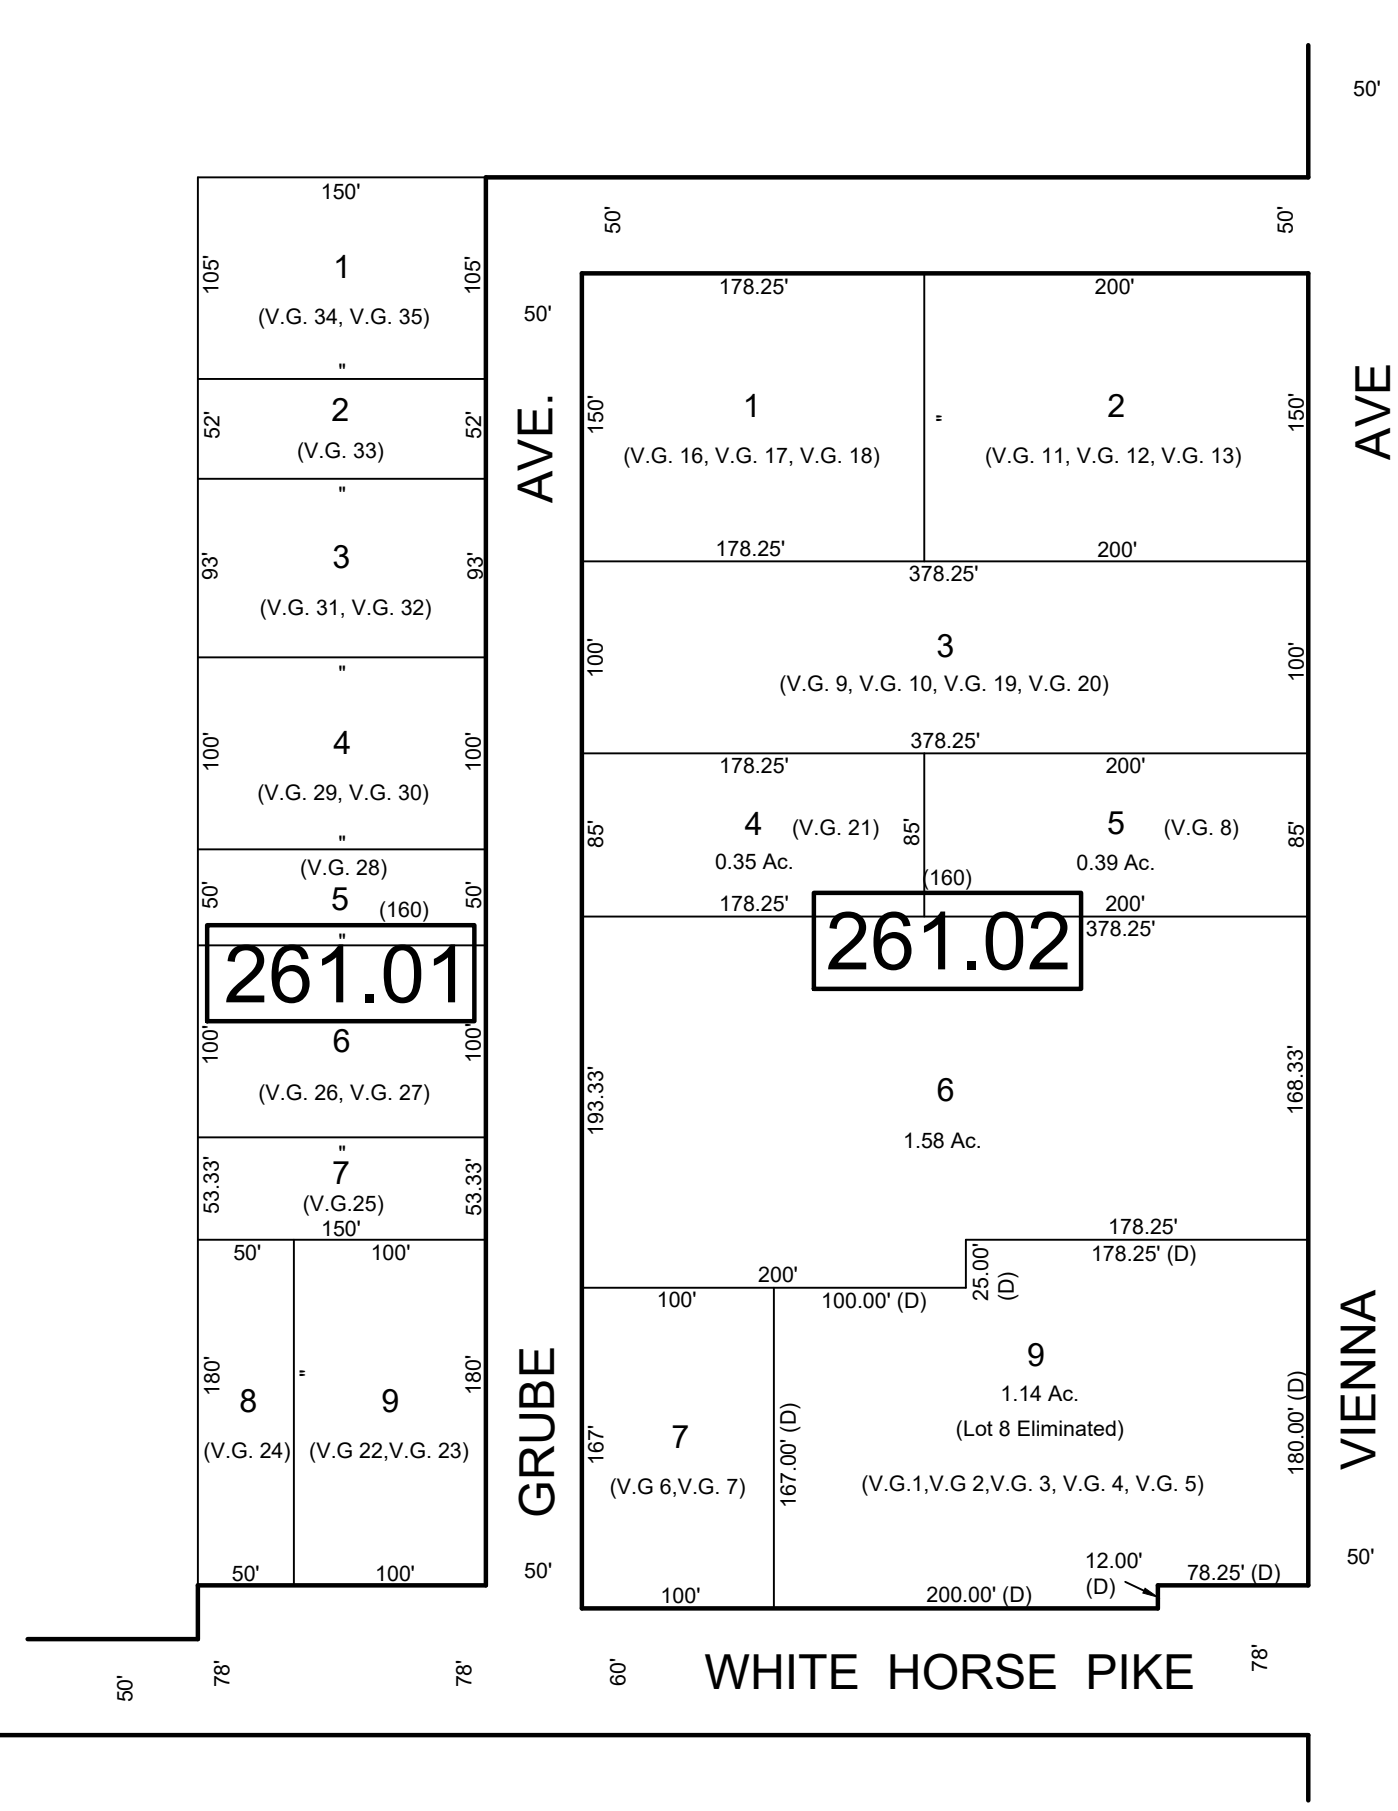 50'
150'
105'
1
105'
(V.G. 34, V.G. 35)
"
52'
2
52'
(V.G. 33)
"
93'
3
93'
(V.G. 31, V.G. 32)
"
100'
4
100'
(V.G. 29, V.G. 30)
"
(V.G. 28)
50'
5
50'
(160)
"
261.01
100'
6
100'
(V.G. 26, V.G. 27)
"
53.33'
7
53.33'
(V.G.25)
150'
50'
100'
180'
"
180'
8
9
(V.G. 24)
(V.G 22,V.G. 23)
50'
100'
50'
GRUBE AVE.
50'
50'
50'
178.25'
200'
150'
1
"
2
150'
(V.G. 16, V.G. 17, V.G. 18)
(V.G. 11, V.G. 12, V.G. 13)
178.25'
200'
378.25'
100'
3
100'
(V.G. 9, V.G. 10, V.G. 19, V.G. 20)
378.25'
178.25'
200'
85'
4 (V.G. 21)
85'
5 (V.G. 8)
85'
0.35 Ac.
0.39 Ac.
(160)
178.25'
200'
261.02
378.25'
193.33'
6
168.33'
1.58 Ac.
178.25'
178.25' (D)
25.00'
(D)
200'
100'
100.00' (D)
167'
7
(V.G 6,V.G. 7)
167.00' (D)
9
1.14 Ac.
(Lot 8 Eliminated)
(V.G.1,V.G 2,V.G. 3, V.G. 4, V.G. 5)
180.00' (D)
12.00'
(D)
78.25' (D)
100'
200.00' (D)
VIENNA AVE
50'
50'
78'
78'
60'
WHITE HORSE PIKE
78'